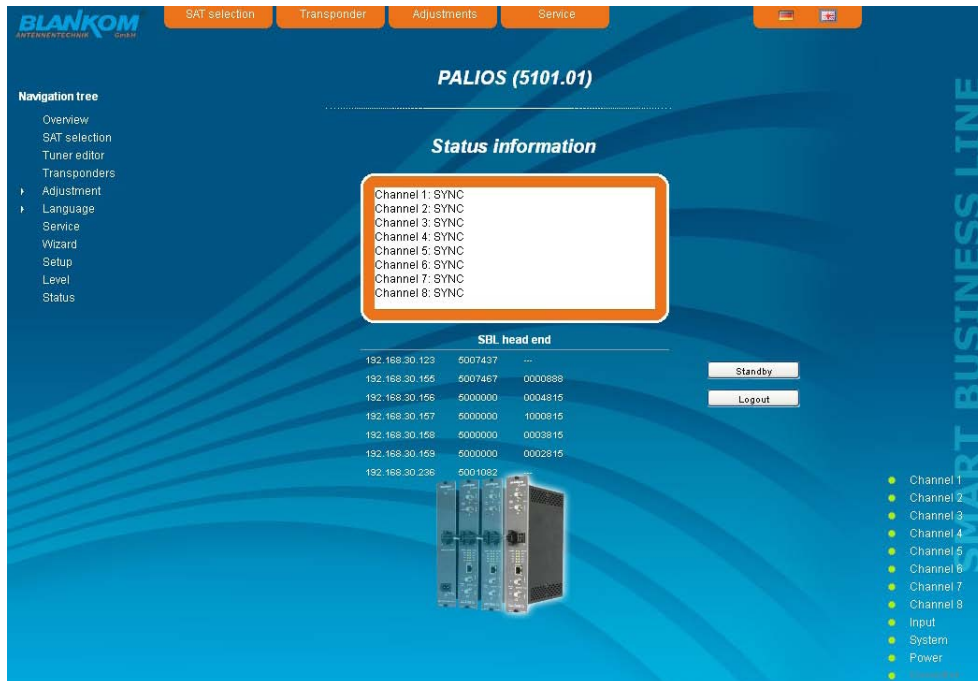 BLANKOM
ANTENNENTECHNIK GmbH
SAT selection
Transponder
Adjustments
Service
PALIOS (5101.01)
Navigation tree
Overview
SAT selection
Tuner editor
Transponders
Adjustment
Language
Service
Wizard
Setup
Level
Status
Status information
Channel 1: SYNC
Channel 2: SYNC
Channel 3: SYNC
Channel 4: SYNC
Channel 5: SYNC
Channel 6: SYNC
Channel 7: SYNC
Channel 8: SYNC
SBL head end
192.168.30.123 5007437 ---
192.168.30.155 5007467 0000888
192.168.30.156 5000000 0004815
192.168.30.157 5000000 1000815
192.168.30.158 5000000 0003815
192.168.30.159 5000000 0002815
192.168.30.236 5001082 ---
Standby
Logout
SMART BUSINESS LINE
Channel 1
Channel 2
Channel 3
Channel 4
Channel 5
Channel 6
Channel 7
Channel 8
Input
System
Power